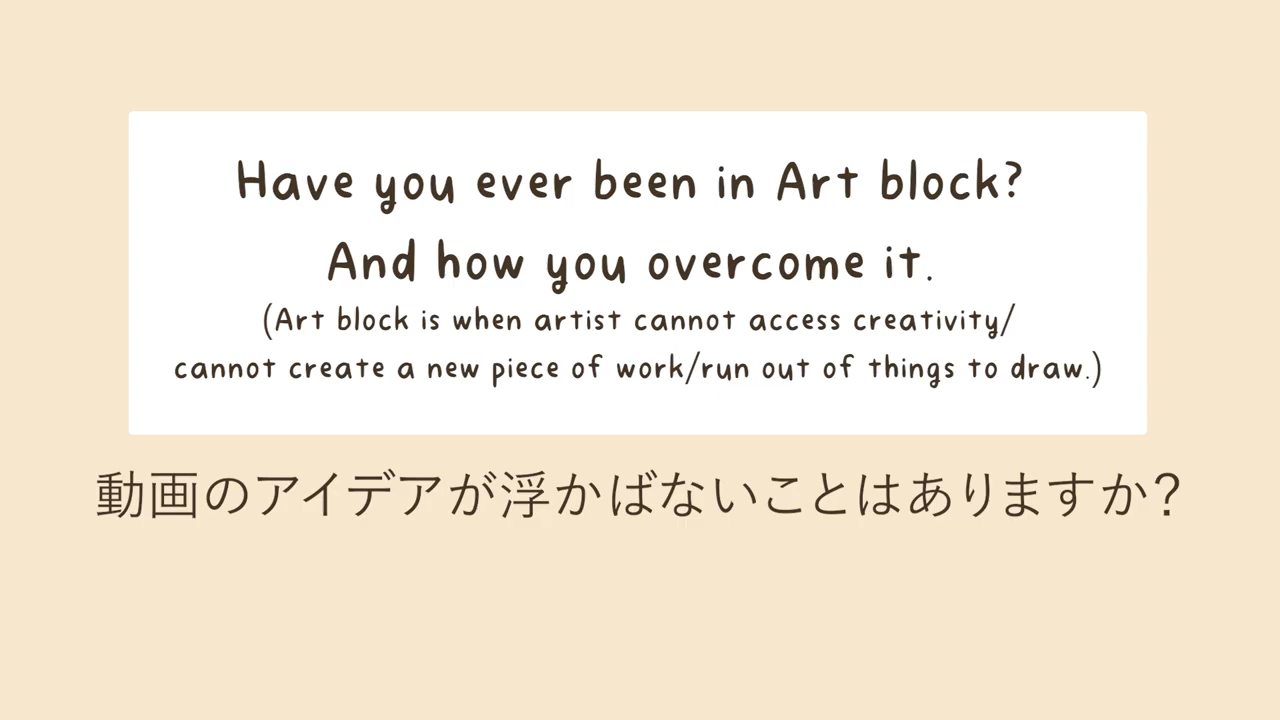 Have you ever been in Art block?
And how you overcome it.
(Art block is when artist cannot access creativity/
cannot create a new piece of work/run out of things to draw.)
動画のアイデアが浮かばないことはありますか？